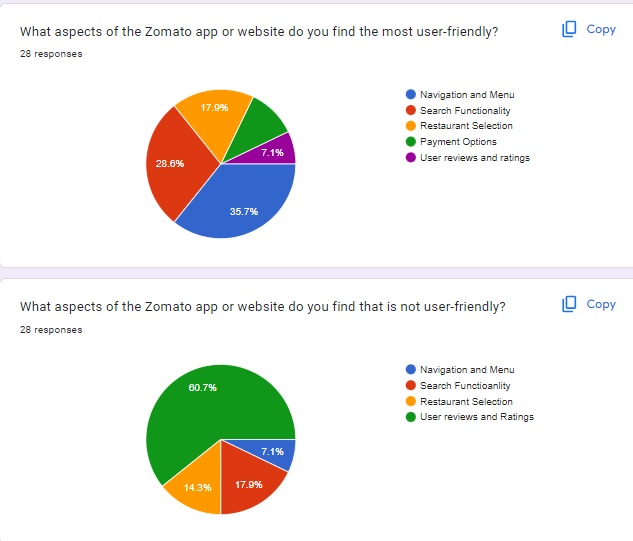 What aspects of the Zomato app or website do you find the most user-friendly?
Copy
28 responses
Navigation and Menu
Search Functionality
Restaurant Selection
Payment Options
User reviews and ratings
17.9%
28.6%
7.1%
35.7%
What aspects of the Zomato app or website do you find that is not user-friendly?
Copy
28 responses
Navigation and Menu
Search Functioanlity
Restaurant Selection
User reviews and Ratings
60.7%
7.1%
14.3%
17.9%